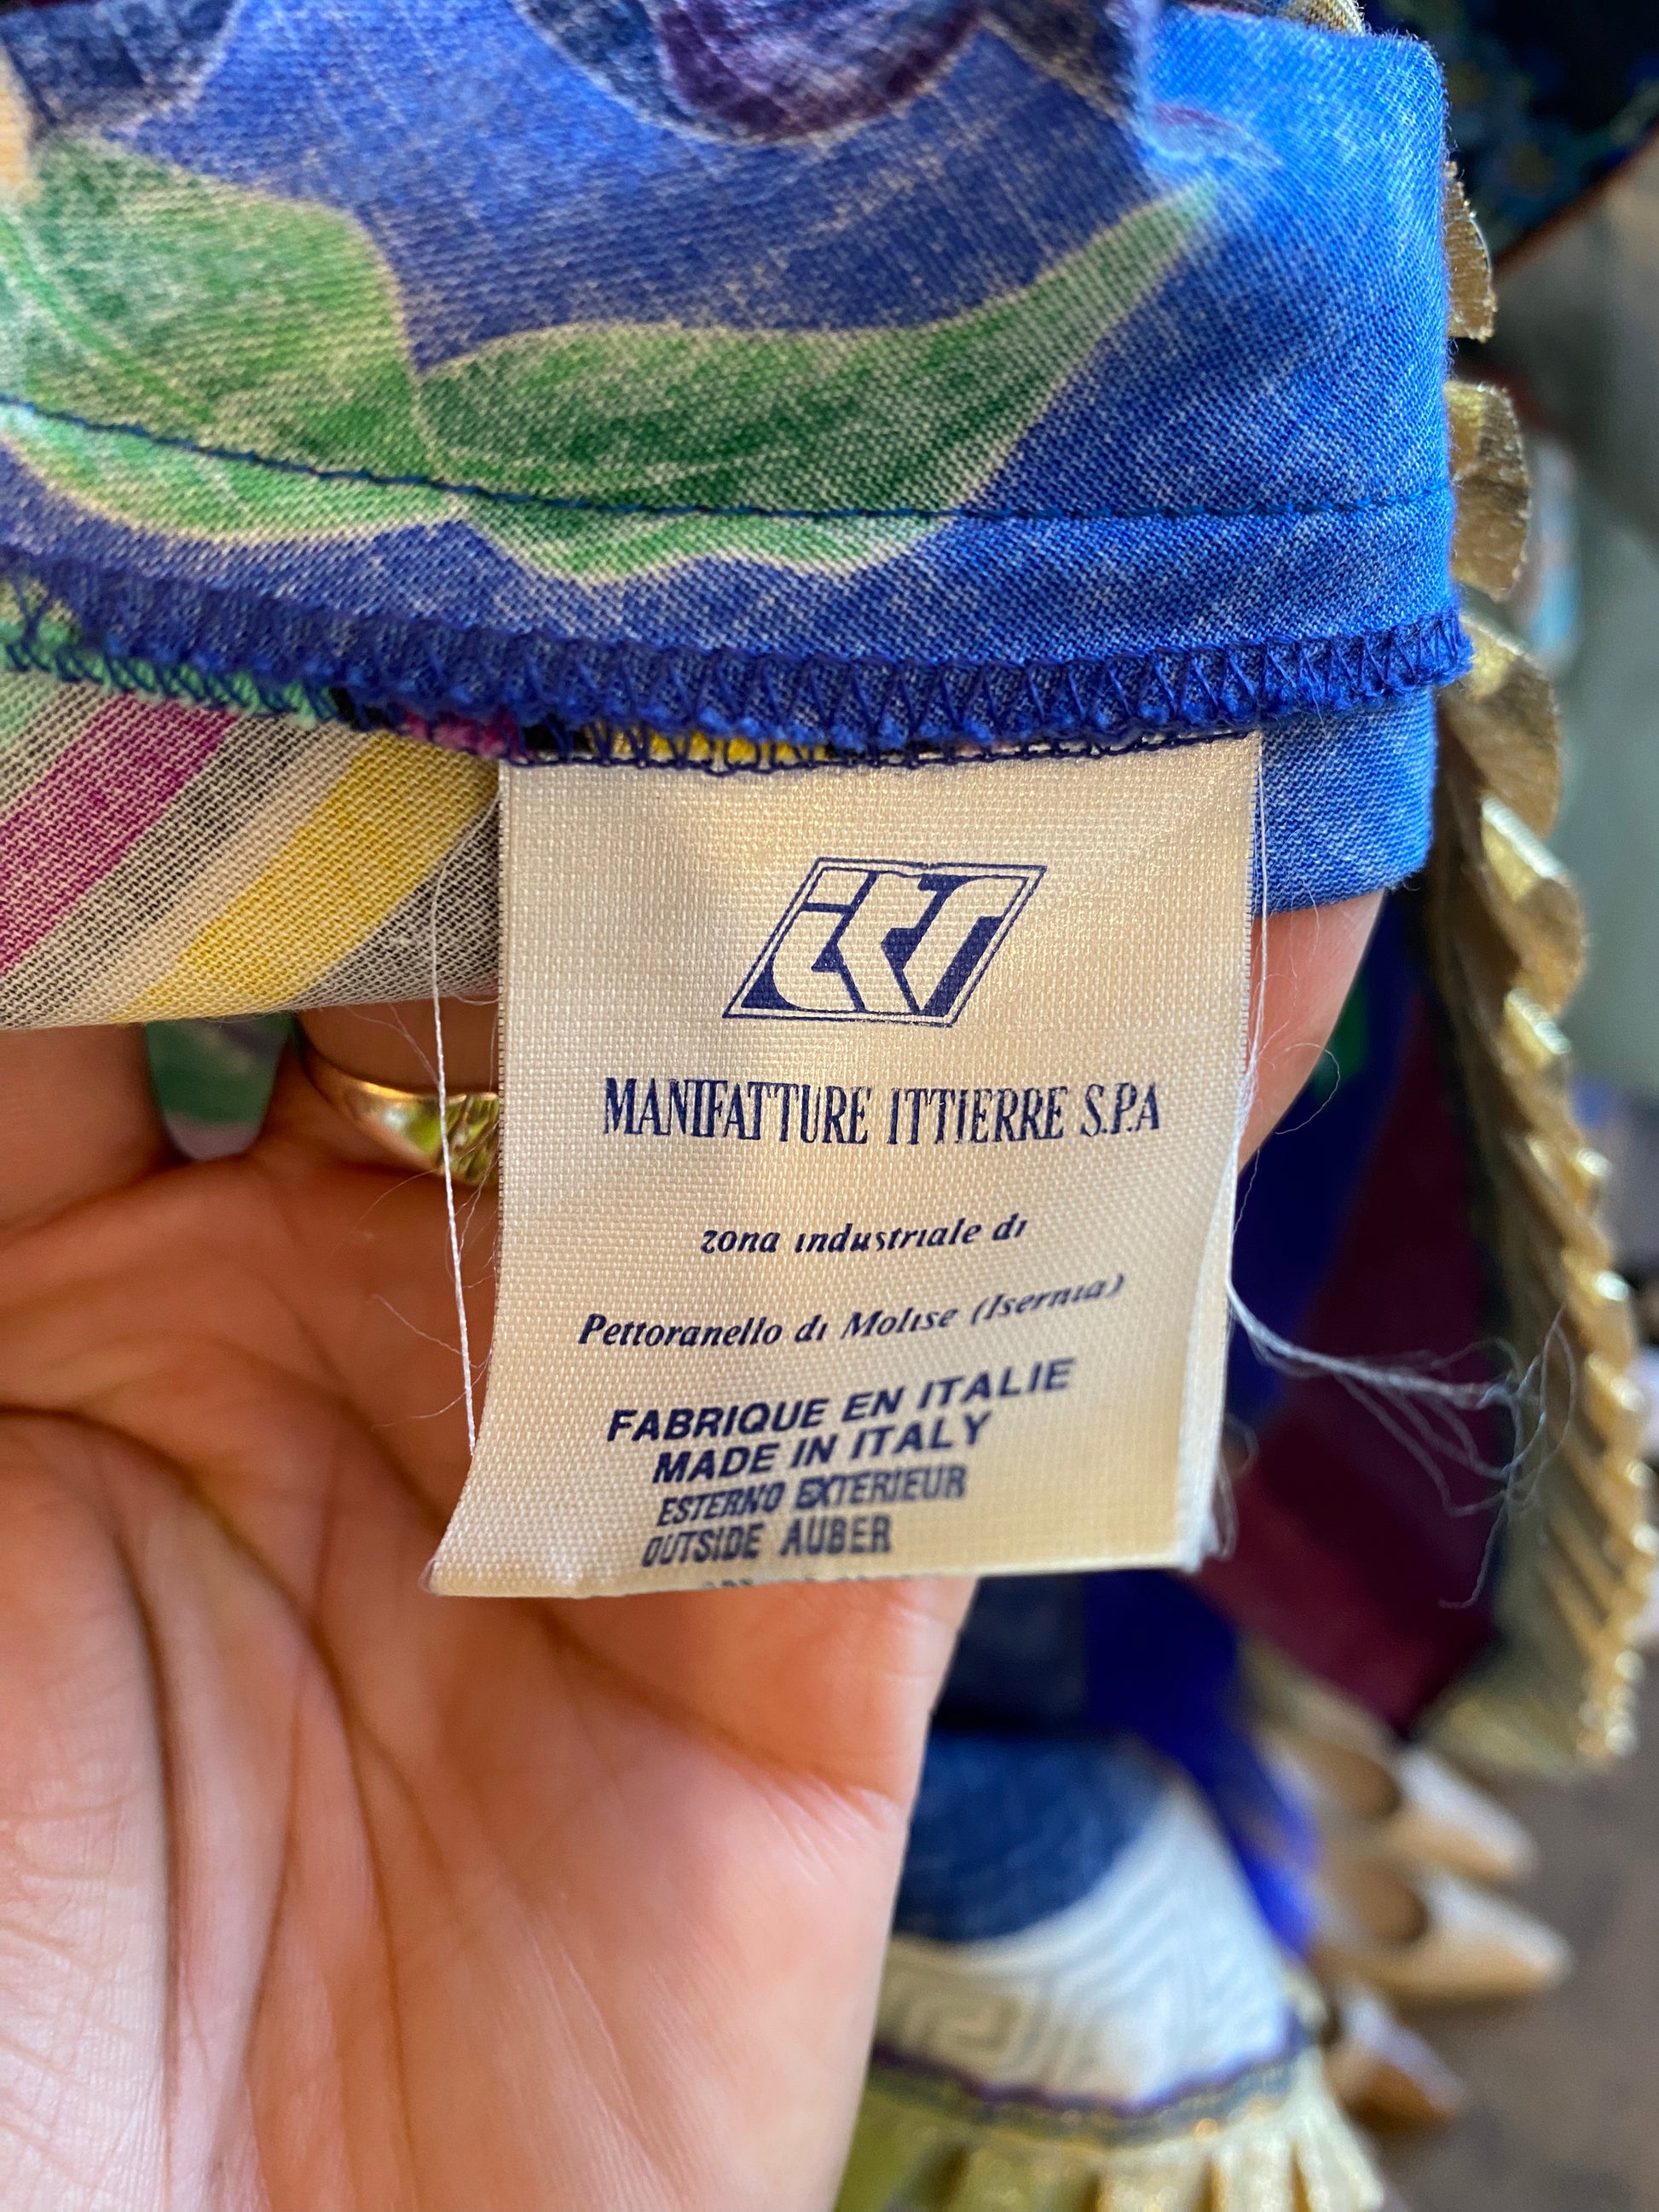 MANIFATTURE ITTIERRE S.P.A
zona industriale di
Pettoranello di Molise (Isernia)
FABRIQUE EN ITALIE
MADE IN ITALY
ESTERNO EXTERIEUR
OUTSIDE AUBER